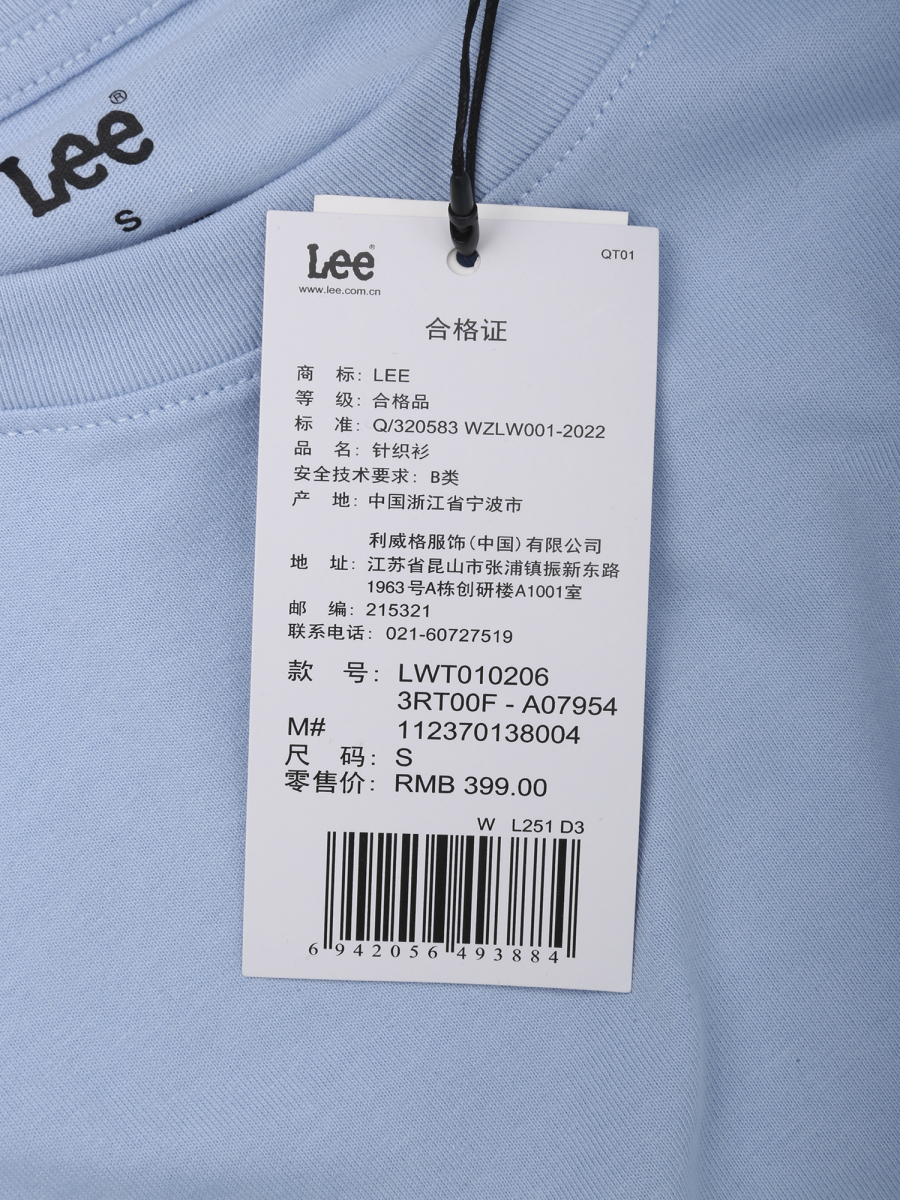 Lee®
S
Lee®
www.lee.com.cn
QT01
合格证
商 标: LEE
等 级: 合格品
标 准: Q/320583 WZLW001-2022
品 名: 针织衫
安全技术要求: B类
产 地: 中国浙江省宁波市
利威格服饰(中国)有限公司
地 址: 江苏省昆山市张浦镇振新东路
1963号A栋创研楼A1001室
邮 编: 215321
联系电话: 021-60727519
款 号: LWT010206
3RT00F - A07954
M# 112370138004
尺 码: S
零售价: RMB 399.00
W L251 D3
6 942056 493884